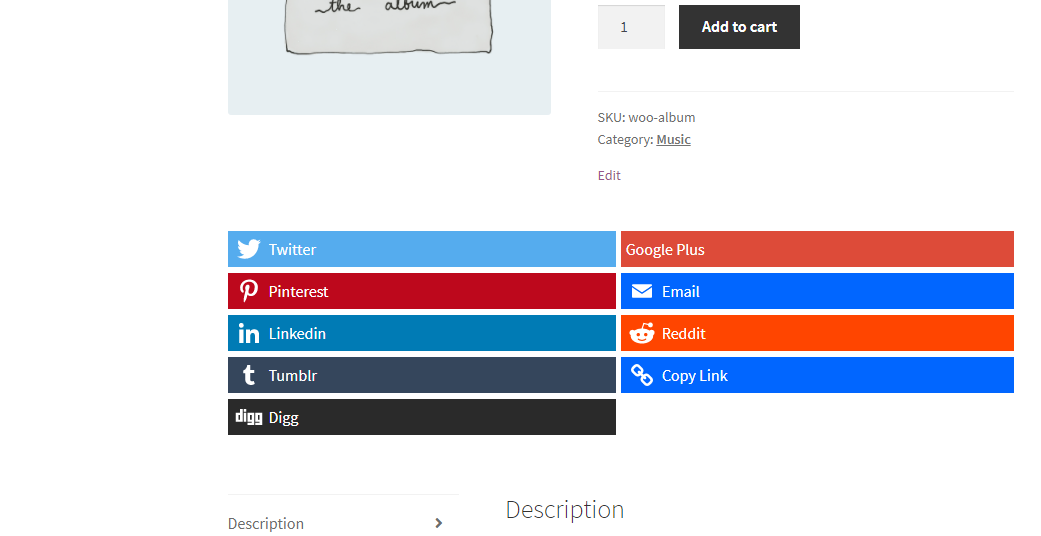 the album
1
Add to cart
SKU: woo-album
Category: Music
Edit
Twitter
Google Plus
Pinterest
Email
in Linkedin
Reddit
t Tumblr
Copy Link
digg Digg
Description
Description